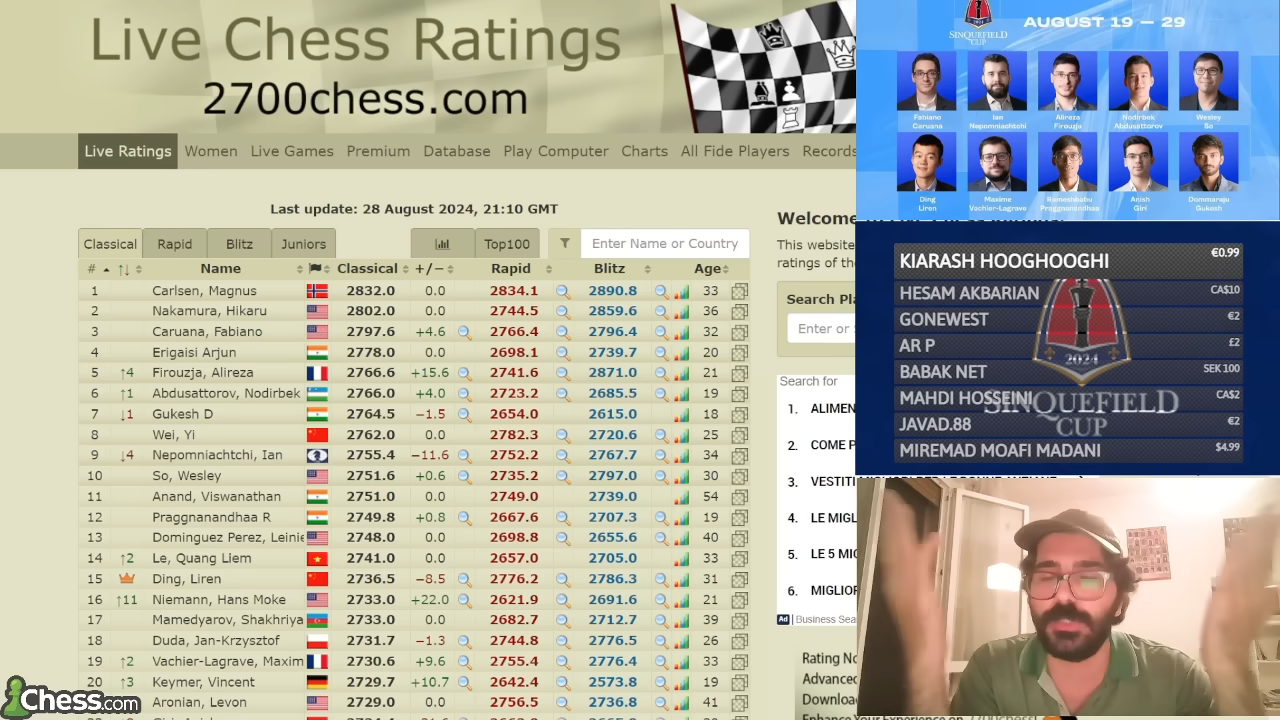 Live Chess Ratings
2700chess.com
Live Ratings Women Live Games Premium Database Play Computer Charts All Fide Players Records
Last update: 28 August 2024, 21:10 GMT
Classical Rapid Blitz Juniors Top100 Enter Name or Country
# Name Classical +/− Rapid Blitz Age
1 Carlsen, Magnus 2832.0 0.0 2834.1 2890.8 33
2 Nakamura, Hikaru 2802.0 0.0 2744.5 2859.6 36
3 Caruana, Fabiano 2797.6 +4.6 2766.4 2796.4 32
4 Erigaisi Arjun 2778.0 0.0 2698.1 2739.7 20
5 ↑4 Firouzja, Alireza 2766.6 +15.6 2741.6 2871.0 21
6 ↑1 Abdusattorov, Nodirbek 2766.0 +4.0 2723.2 2685.5 19
7 ↓1 Gukesh D 2764.5 −1.5 2654.0 2615.0 18
8 Wei, Yi 2762.0 0.0 2782.3 2720.6 25
9 ↓4 Nepomniachtchi, Ian 2755.4 −11.6 2752.2 2767.7 34
10 So, Wesley 2751.6 +0.6 2735.2 2797.0 30
11 Anand, Viswanathan 2751.0 0.0 2749.0 2739.0 54
12 Praggnanandhaa R 2749.8 +0.8 2667.6 2707.3 19
13 Dominguez Perez, Leinie 2748.0 0.0 2698.8 2655.6 40
14 ↑2 Le, Quang Liem 2741.0 0.0 2657.0 2705.0 33
15 Ding, Liren 2736.5 −8.5 2776.2 2786.3 31
16 ↑11 Niemann, Hans Moke 2733.0 +22.0 2621.9 2691.6 21
17 Mamedyarov, Shakhriya 2733.0 0.0 2682.7 2712.7 39
18 Duda, Jan-Krzysztof 2731.7 −1.3 2744.8 2776.5 26
19 ↑2 Vachier-Lagrave, Maxim 2730.6 +9.6 2755.4 2776.4 33
20 ↑3 Keymer, Vincent 2729.7 +10.7 2642.4 2573.8 19
Aronian, Levon 2729.0 0.0 2756.5 2736.8 41
Chess.com
Welcome
This website
ratings of the
Search Pla
Enter or
Search for
1. ALIMEN
2. COME P
3. VESTITI
4. LE MIGL
5. LE 5 MIG
6. MIGLIOR
Ad Business Sea
Rating No
Advanced
Downloa
Enhance Your Experience on 2700chess!
SINQUEFIELD
CUP
AUGUST 19 — 29
Fabiano
Caruana
Ian
Nepomniachtchi
Alireza
Firouzja
Nodirbek
Abdusattorov
Wesley
So
Ding
Liren
Maxime
Vachier-Lagrave
Rameshbabu
Praggnanandhaa
Anish
Giri
Dommaraju
Gukesh
KIARASH HOOGHOOGHI €0.99
HESAM AKBARIAN CA$10
GONEWEST €2
AR P £2
BABAK NET SEK 100
MAHDI HOSSEINI CA$2
JAVAD.88 €2
MIREMAD MOAFI MADANI $4.99
2024
SINQUEFIELD
CUP